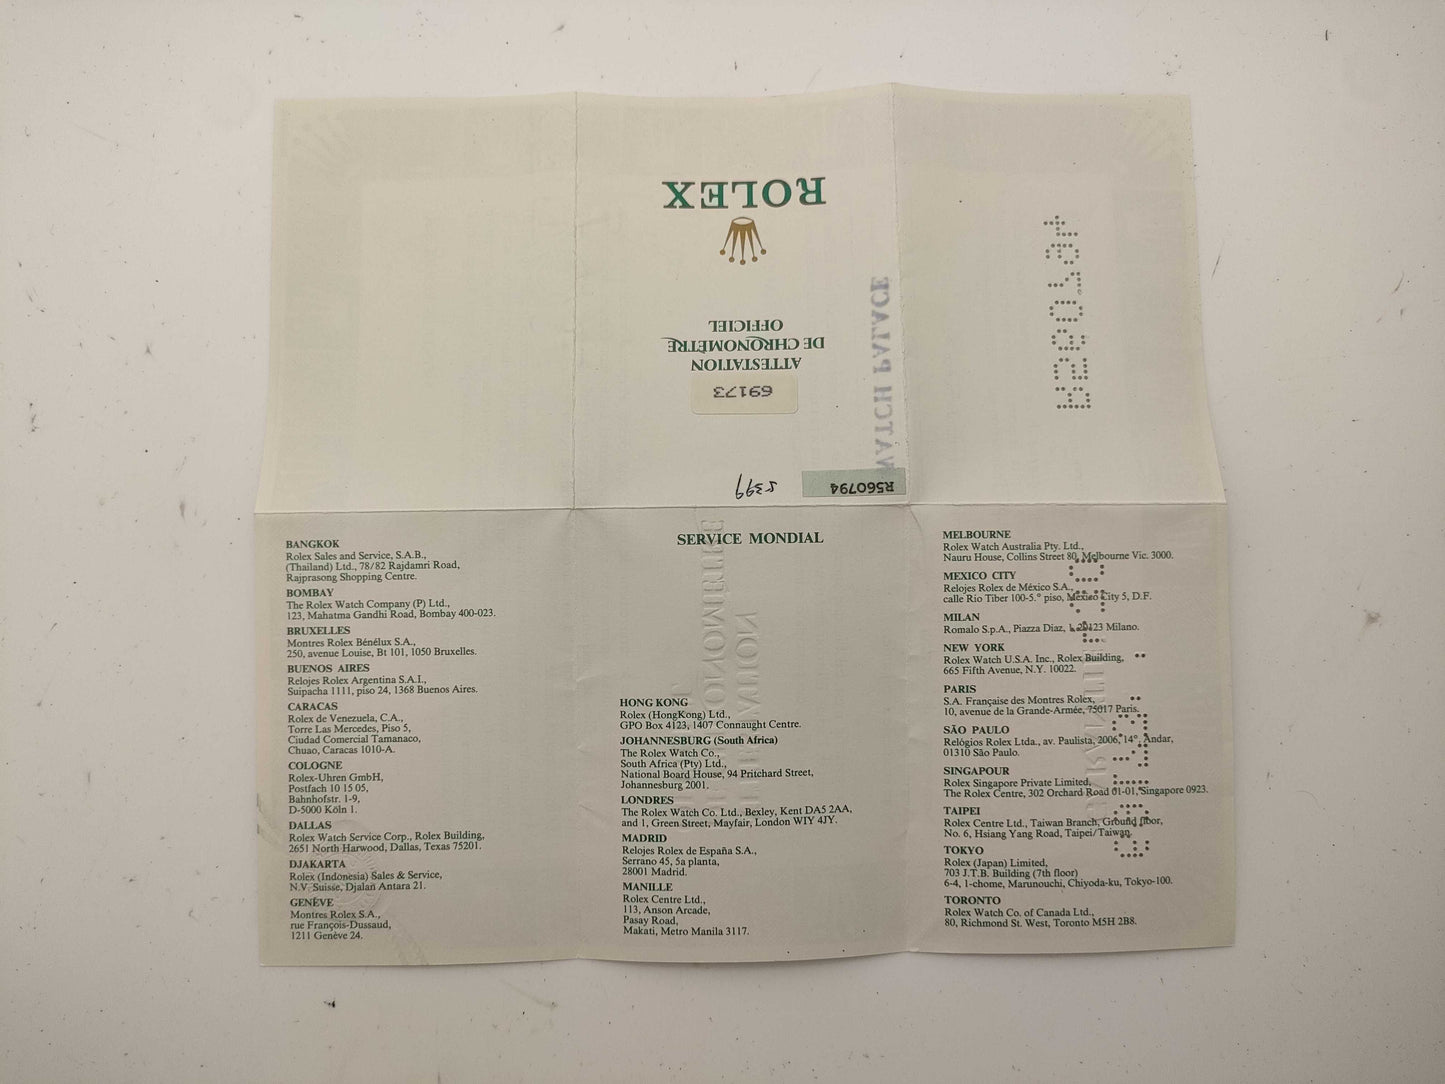 ROLEX
ATTESTATION
DE CHRONOMÈTRE
OFFICIEL
69173
WATCH PALACE
R560794
5399
SERVICE MONDIAL
BANGKOK
Rolex Sales and Service, S.A.B.,
(Thailand) Ltd., 78/82 Rajdamri Road,
Rajprasong Shopping Centre.
BOMBAY
The Rolex Watch Company (P) Ltd.,
123, Mahatma Gandhi Road, Bombay 400-023.
BRUXELLES
Montres Rolex Bénélux S.A.,
250, avenue Louise, Bt 101, 1050 Bruxelles.
BUENOS AIRES
Relojes Rolex Argentina S.A.I.,
Suipacha 1111, piso 24, 1368 Buenos Aires.
CARACAS
Rolex de Venezuela, C.A.,
Torre Las Mercedes, Piso 5,
Ciudad Comercial Tamanaco,
Chuao, Caracas 1010-A.
COLOGNE
Rolex-Uhren GmbH,
Postfach 10 15 05,
Bahnhofstr. 1-9,
D-5000 Köln 1.
DALLAS
Rolex Watch Service Corp., Rolex Building,
2651 North Harwood, Dallas, Texas 75201.
DJAKARTA
Rolex (Indonesia) Sales & Service,
N.V. Suisse, Djalan Antara 21.
GENÈVE
Montres Rolex S.A.,
rue François-Dussaud,
1211 Genève 24.
HONG KONG
Rolex (HongKong) Ltd.,
GPO Box 4123, 1407 Connaught Centre.
JOHANNESBURG (South Africa)
The Rolex Watch Co.,
South Africa (Pty) Ltd.,
National Board House, 94 Pritchard Street,
Johannesburg 2001.
LONDRES
The Rolex Watch Co. Ltd., Bexley, Kent DA5 2AA,
and 1, Green Street, Mayfair, London W1Y 4JY.
MADRID
Relojes Rolex de España S.A.,
Serrano 45, 5a planta,
28001 Madrid.
MANILLE
Rolex Centre Ltd.,
113, Anson Arcade,
Pasay Road,
Makati, Metro Manila 3117.
MELBOURNE
Rolex Watch Australia Pty. Ltd.,
Nauru House, Collins Street 80, Melbourne Vic. 3000.
MEXICO CITY
Relojes Rolex de México S.A.,
calle Rio Tiber 100-5.° piso, México City 5, D.F.
MILAN
Romalo S.p.A., Piazza Diaz, 1, 20123 Milano.
NEW YORK
Rolex Watch U.S.A. Inc., Rolex Building,
665 Fifth Avenue, N.Y. 10022.
PARIS
S.A. Française des Montres Rolex,
10, avenue de la Grande-Armée, 75017 Paris.
SÃO PAULO
Relógios Rolex Ltda., av. Paulista, 2006, 14°, Andar,
01310 São Paulo.
SINGAPOUR
Rolex Singapore Private Limited,
The Rolex Centre, 302 Orchard Road 01-01, Singapore 0923.
TAIPEI
Rolex Centre Ltd., Taiwan Branch, Ground floor,
No. 6, Hsiang Yang Road, Taipei/Taiwan.
TOKYO
Rolex (Japan) Limited,
703 J.T.B. Building (7th floor)
6-4, 1-chome, Marunouchi, Chiyoda-ku, Tokyo-100.
TORONTO
Rolex Watch Co. of Canada Ltd.,
80, Richmond St. West, Toronto M5H 2B8.